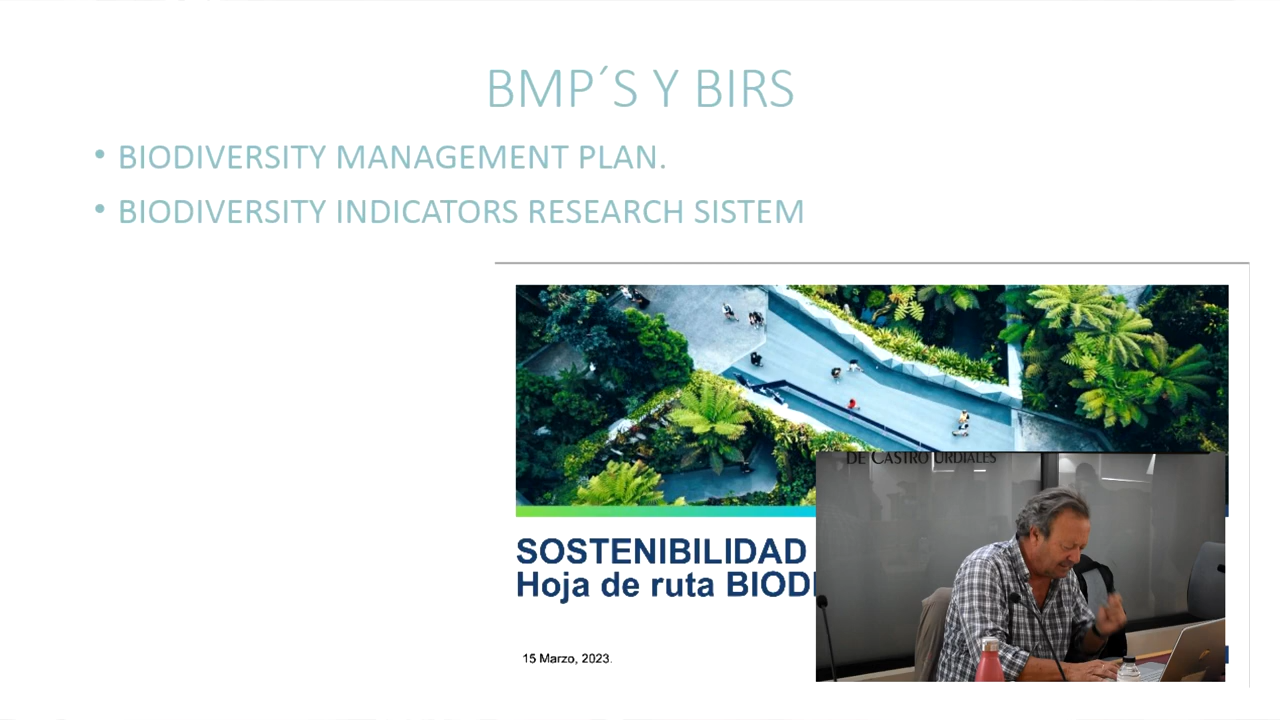 BMP´S Y BIRS
• BIODIVERSITY MANAGEMENT PLAN.
• BIODIVERSITY INDICATORS RESEARCH SISTEM
DE CASTRO URDIALES
SOSTENIBILIDAD
Hoja de ruta
15 Marzo, 2023.